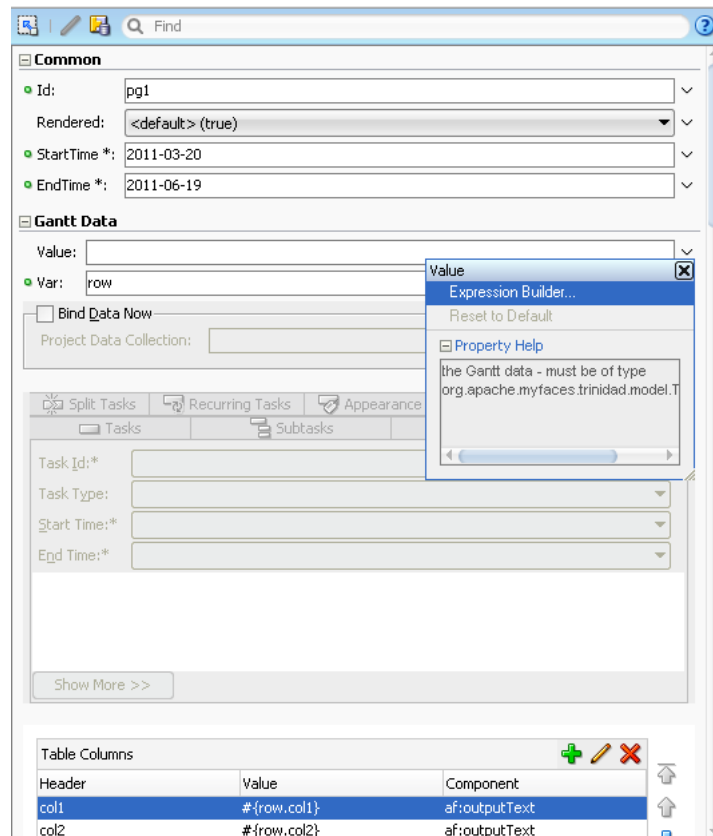 Find
Common
Id: pg1
Rendered: <default> (true)
StartTime *: 2011-03-20
EndTime *: 2011-06-19
Gantt Data
Value:
Var: row
Value
Expression Builder...
Reset to Default
Property Help
the Gantt data - must be of type
org.apache.myfaces.trinidad.model.T
Bind Data Now
Project Data Collection:
Split Tasks Recurring Tasks Appearance
Tasks Subtasks
Task Id:*
Task Type:
Start Time:*
End Time:*
Show More >>
Table Columns
Header Value Component
col1 #{row.col1} af:outputText
col2 #{row.col2} af:outputText